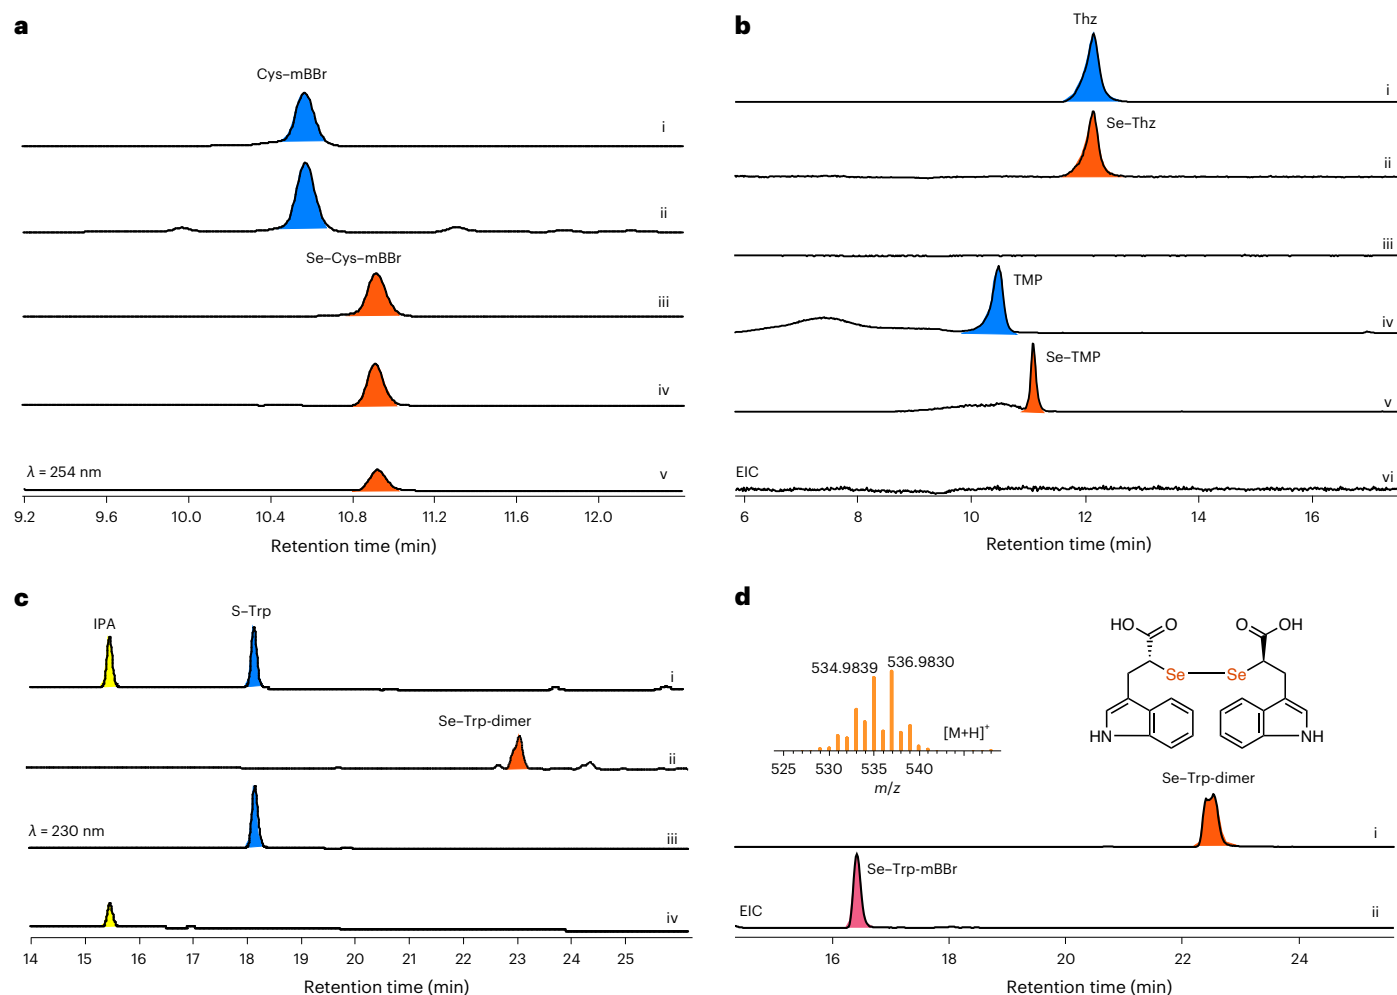 a
Cys–mBBr
i
ii
Se–Cys–mBBr
iii
iv
λ = 254 nm
v
9.2 9.6 10.0 10.4 10.8 11.2 11.6 12.0
Retention time (min)
b
Thz
i
Se–Thz
ii
iii
TMP
iv
Se–TMP
v
EIC
vi
6 8 10 12 14 16
Retention time (min)
c
IPA
S–Trp
i
Se–Trp-dimer
ii
λ = 230 nm
iii
iv
14 15 16 17 18 19 20 21 22 23 24 25
Retention time (min)
d
534.9839 536.9830
[M+H]+
525 530 535 540
m/z
HO O O OH
Se Se
HN NH
Se–Trp-dimer
i
Se–Trp-mBBr
EIC
ii
16 18 20 22 24
Retention time (min)